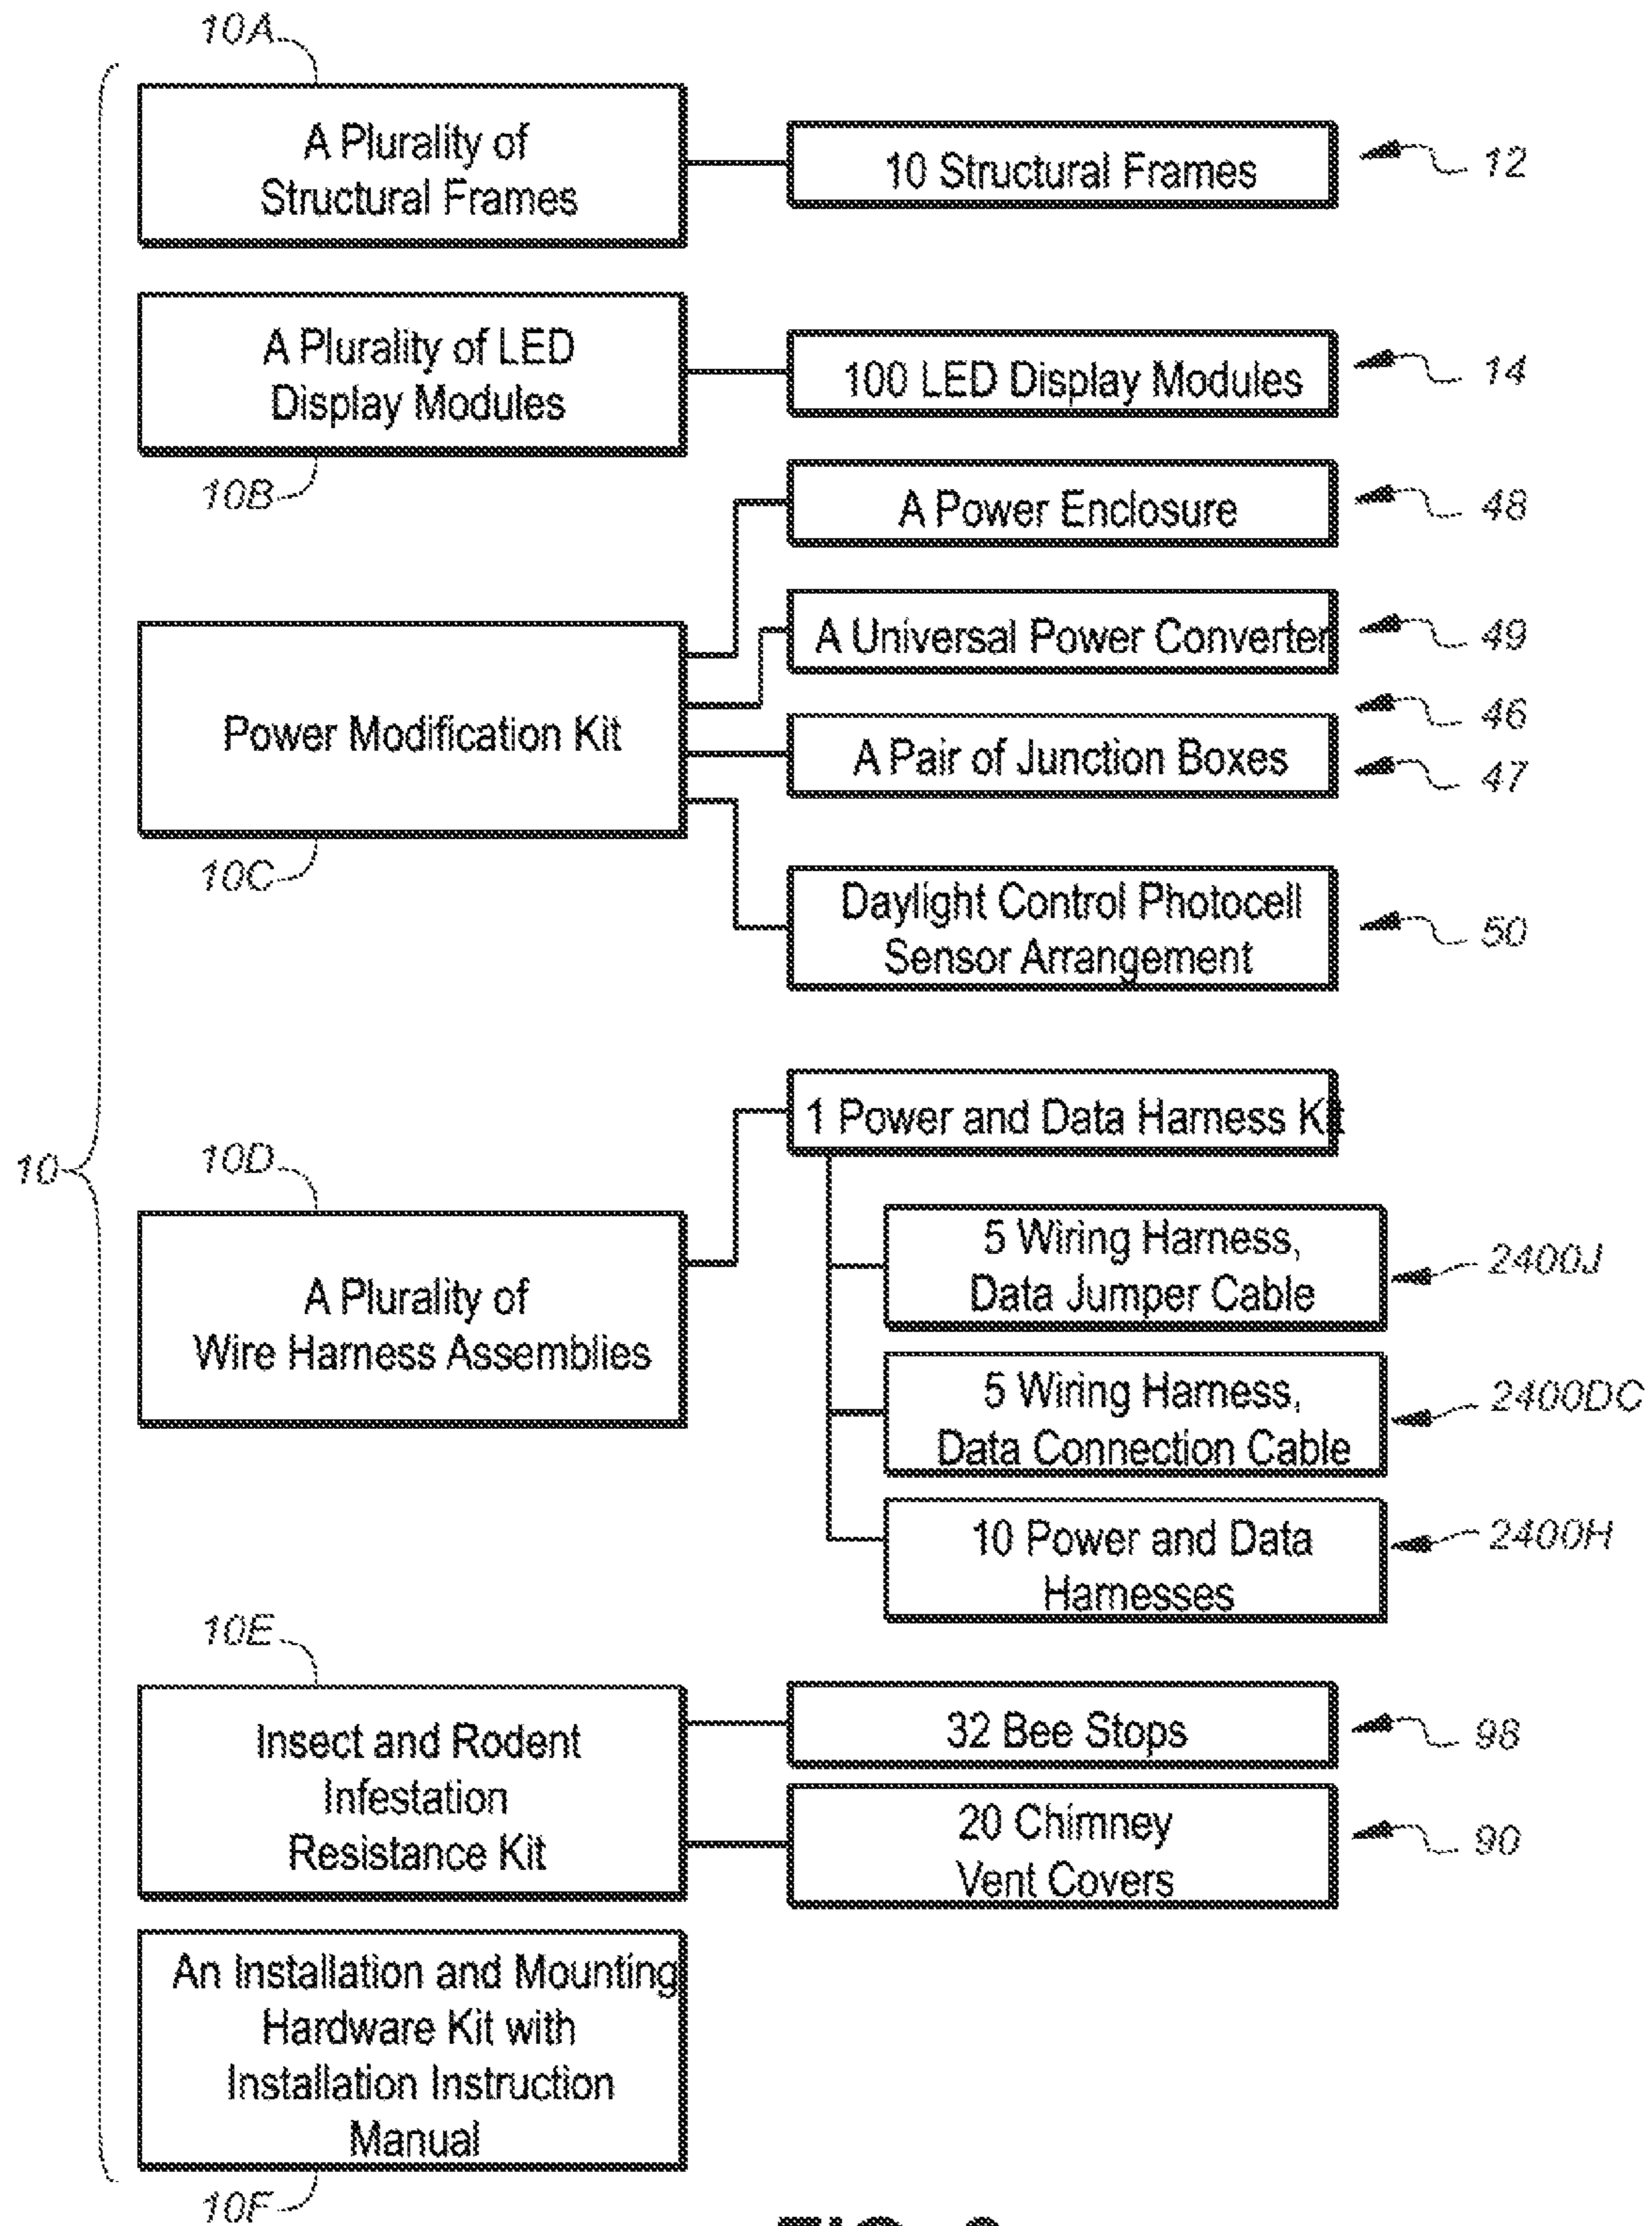 10A
A Plurality of
Structural Frames
10 Structural Frames
12
A Plurality of LED
Display Modules
10B
100 LED Display Modules
14
Power Modification Kit
10C
A Power Enclosure
48
A Universal Power Converter
49
A Pair of Junction Boxes
46
47
Daylight Control Photocell
Sensor Arrangement
50
10
10D
A Plurality of
Wire Harness Assemblies
1 Power and Data Harness Kit
5 Wiring Harness,
Data Jumper Cable
2400J
5 Wiring Harness,
Data Connection Cable
2400DC
10 Power and Data
Harnesses
2400H
10E
Insect and Rodent
Infestation
Resistance Kit
32 Bee Stops
98
20 Chimney
Vent Covers
90
An Installation and Mounting
Hardware Kit with
Installation Instruction
Manual
10F